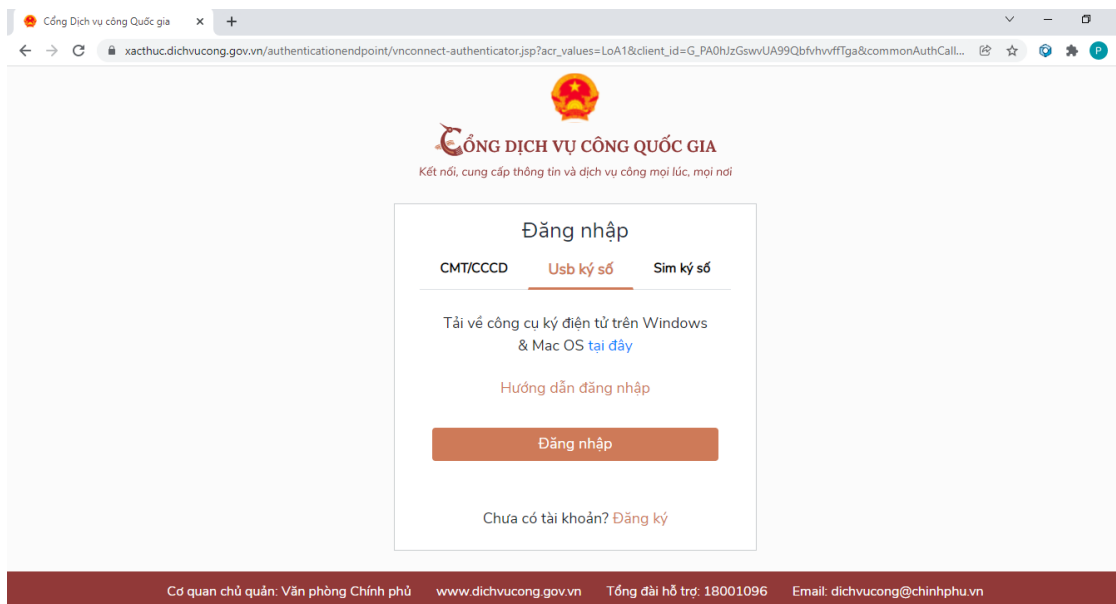 Cổng Dịch vụ công Quốc gia
xacthuc.dichvucong.gov.vn/authenticationendpoint/vnconnect-authenticator.jsp?acr_values=LoA1&client_id=G_PA0hJzGswvUA99QbfvhvvffTga&commonAuthCall...
P
CỔNG DỊCH VỤ CÔNG QUỐC GIA
Kết nối, cung cấp thông tin và dịch vụ công mọi lúc, mọi nơi
Đăng nhập
CMT/CCCD Usb ký số Sim ký số
Tải về công cụ ký điện tử trên Windows
& Mac OS tại đây
Hướng dẫn đăng nhập
Đăng nhập
Chưa có tài khoản? Đăng ký
Cơ quan chủ quản: Văn phòng Chính phủ www.dichvucong.gov.vn Tổng đài hỗ trợ: 18001096 Email: dichvucong@chinhphu.vn